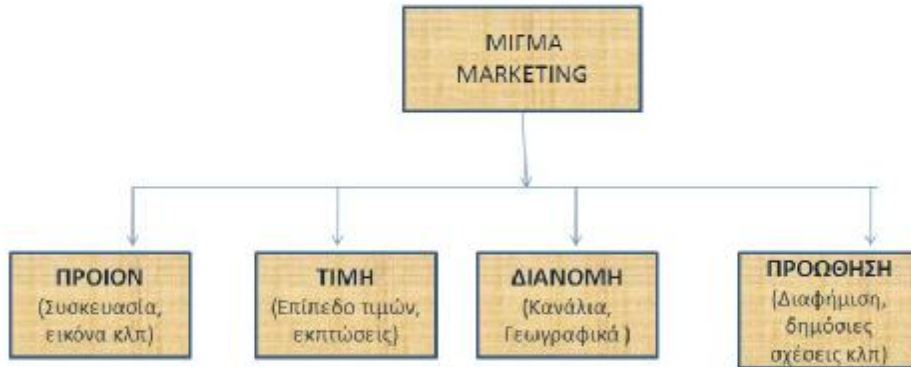 ΜΙΓΜΑ
MARKETING
ΠΡΟΙΟΝ
(Συσκευασία,
εικόνα κλπ)
ΤΙΜΗ
(Επίπεδο τιμών,
εκπτώσεις)
ΔΙΑΝΟΜΗ
(Κανάλια,
Γεωγραφικά )
ΠΡΟΩΘΗΣΗ
(Διαφήμιση,
δημόσιες
σχέσεις κλπ)